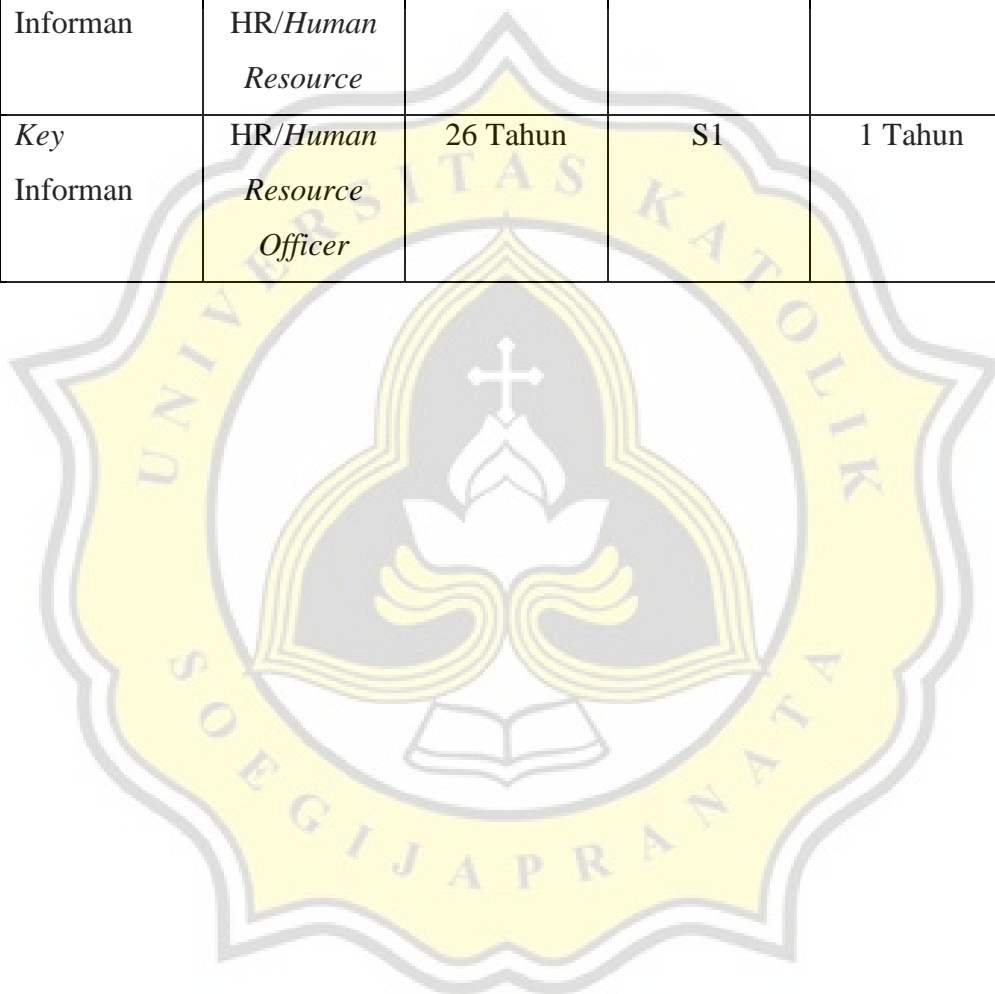 Informan HR/Human
Resource
Key HR/Human 26 Tahun S1 1 Tahun
Informan Resource
Officer
UNIVERSITAS KATOLIK
SOEGIJAPRANATA